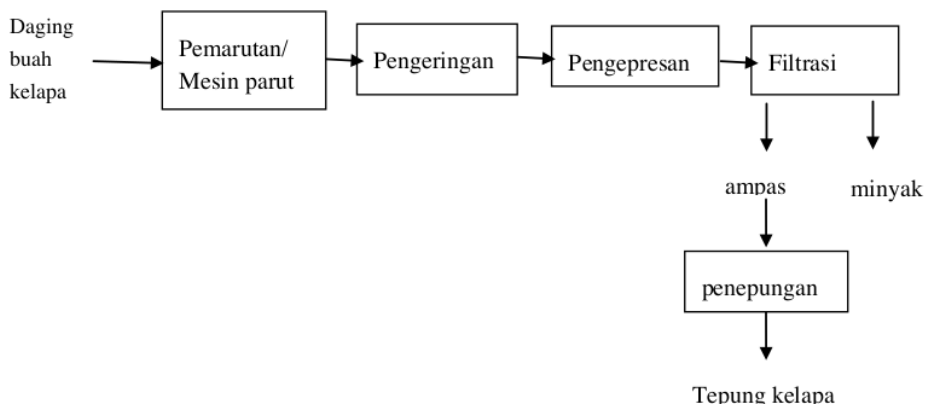 Daging
buah
kelapa
Pemarutan/
Mesin parut
Pengeringan
Pengepresan
Filtrasi
ampas
minyak
penepungan
Tepung kelapa